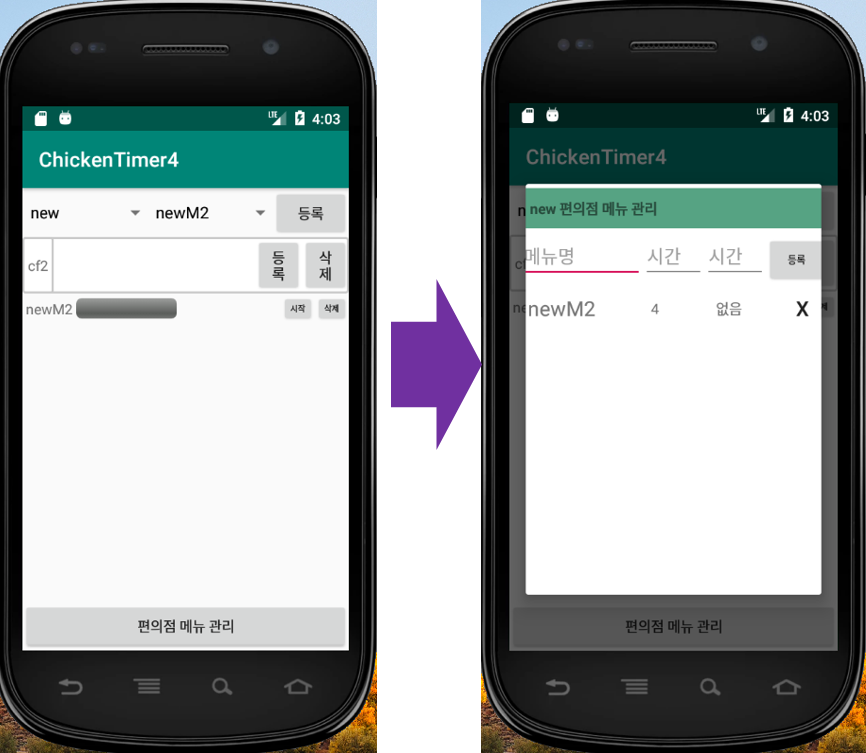 LTE 4:03
ChickenTimer4
new newM2 등록
cf2 등록 삭제
newM2 시작 삭제
편의점 메뉴 관리
LTE 4:03
ChickenTimer4
new 편의점 메뉴 관리
메뉴명 시간 시간 등록
newM2 4 없음 X
편의점 메뉴 관리